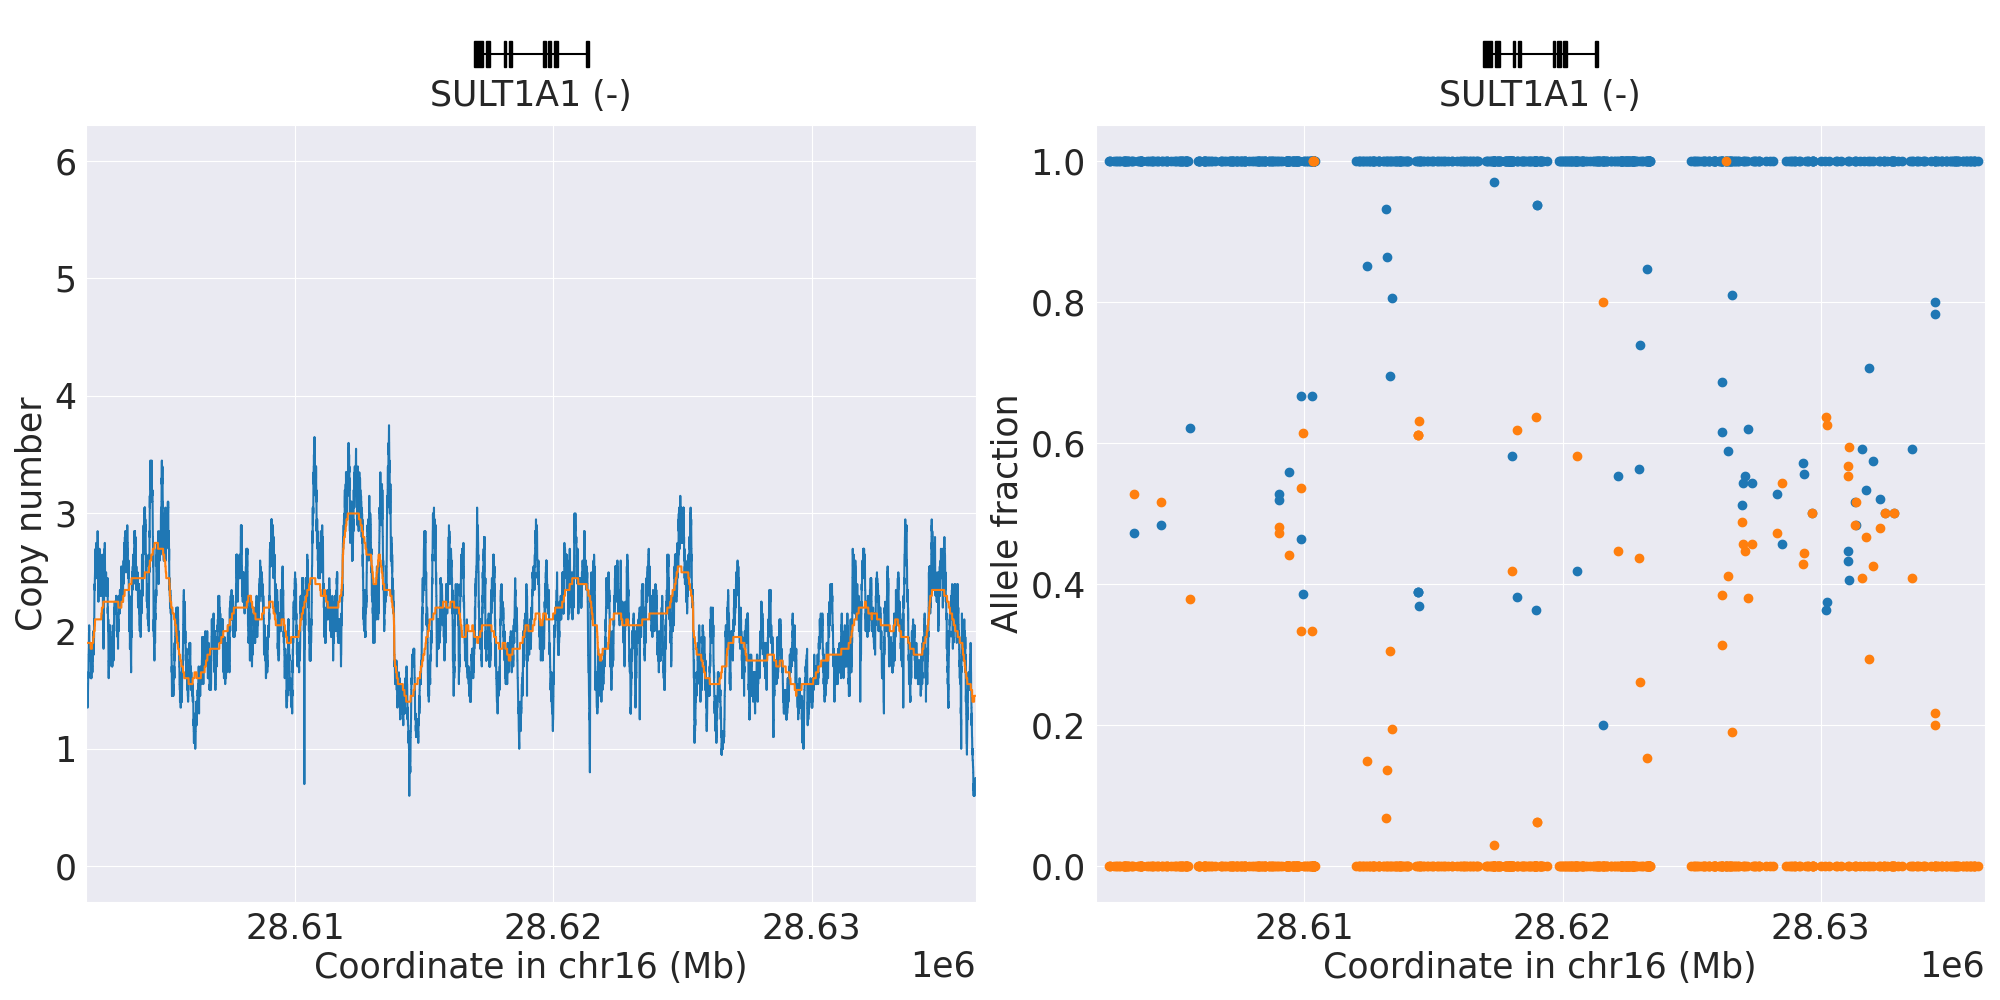 SULT1A1 (-)
6
5
4
3
2
1
0
Copy number
28.61
28.62
28.63
Coordinate in chr16 (Mb)
1e6
SULT1A1 (-)
1.0
0.8
0.6
0.4
0.2
0.0
Allele fraction
28.61
28.62
28.63
Coordinate in chr16 (Mb)
1e6